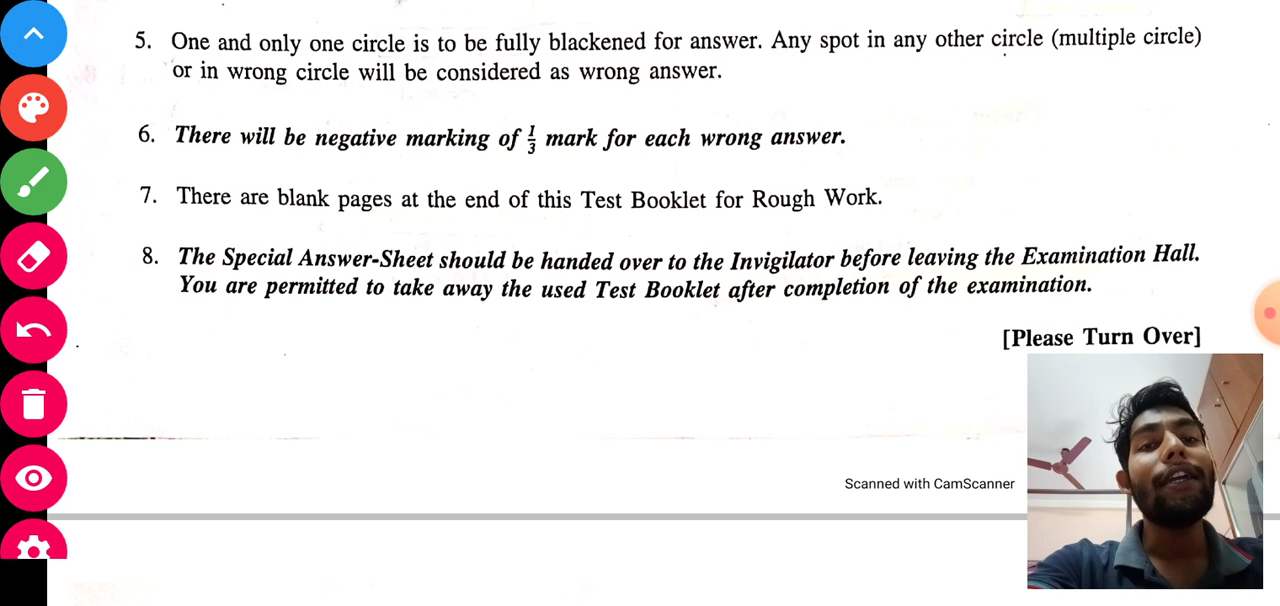 5. One and only one circle is to be fully blackened for answer. Any spot in any other circle (multiple circle)
or in wrong circle will be considered as wrong answer.
6. There will be negative marking of 1/3 mark for each wrong answer.
7. There are blank pages at the end of this Test Booklet for Rough Work.
8. The Special Answer-Sheet should be handed over to the Invigilator before leaving the Examination Hall.
You are permitted to take away the used Test Booklet after completion of the examination.
[Please Turn Over]
Scanned with CamScanner